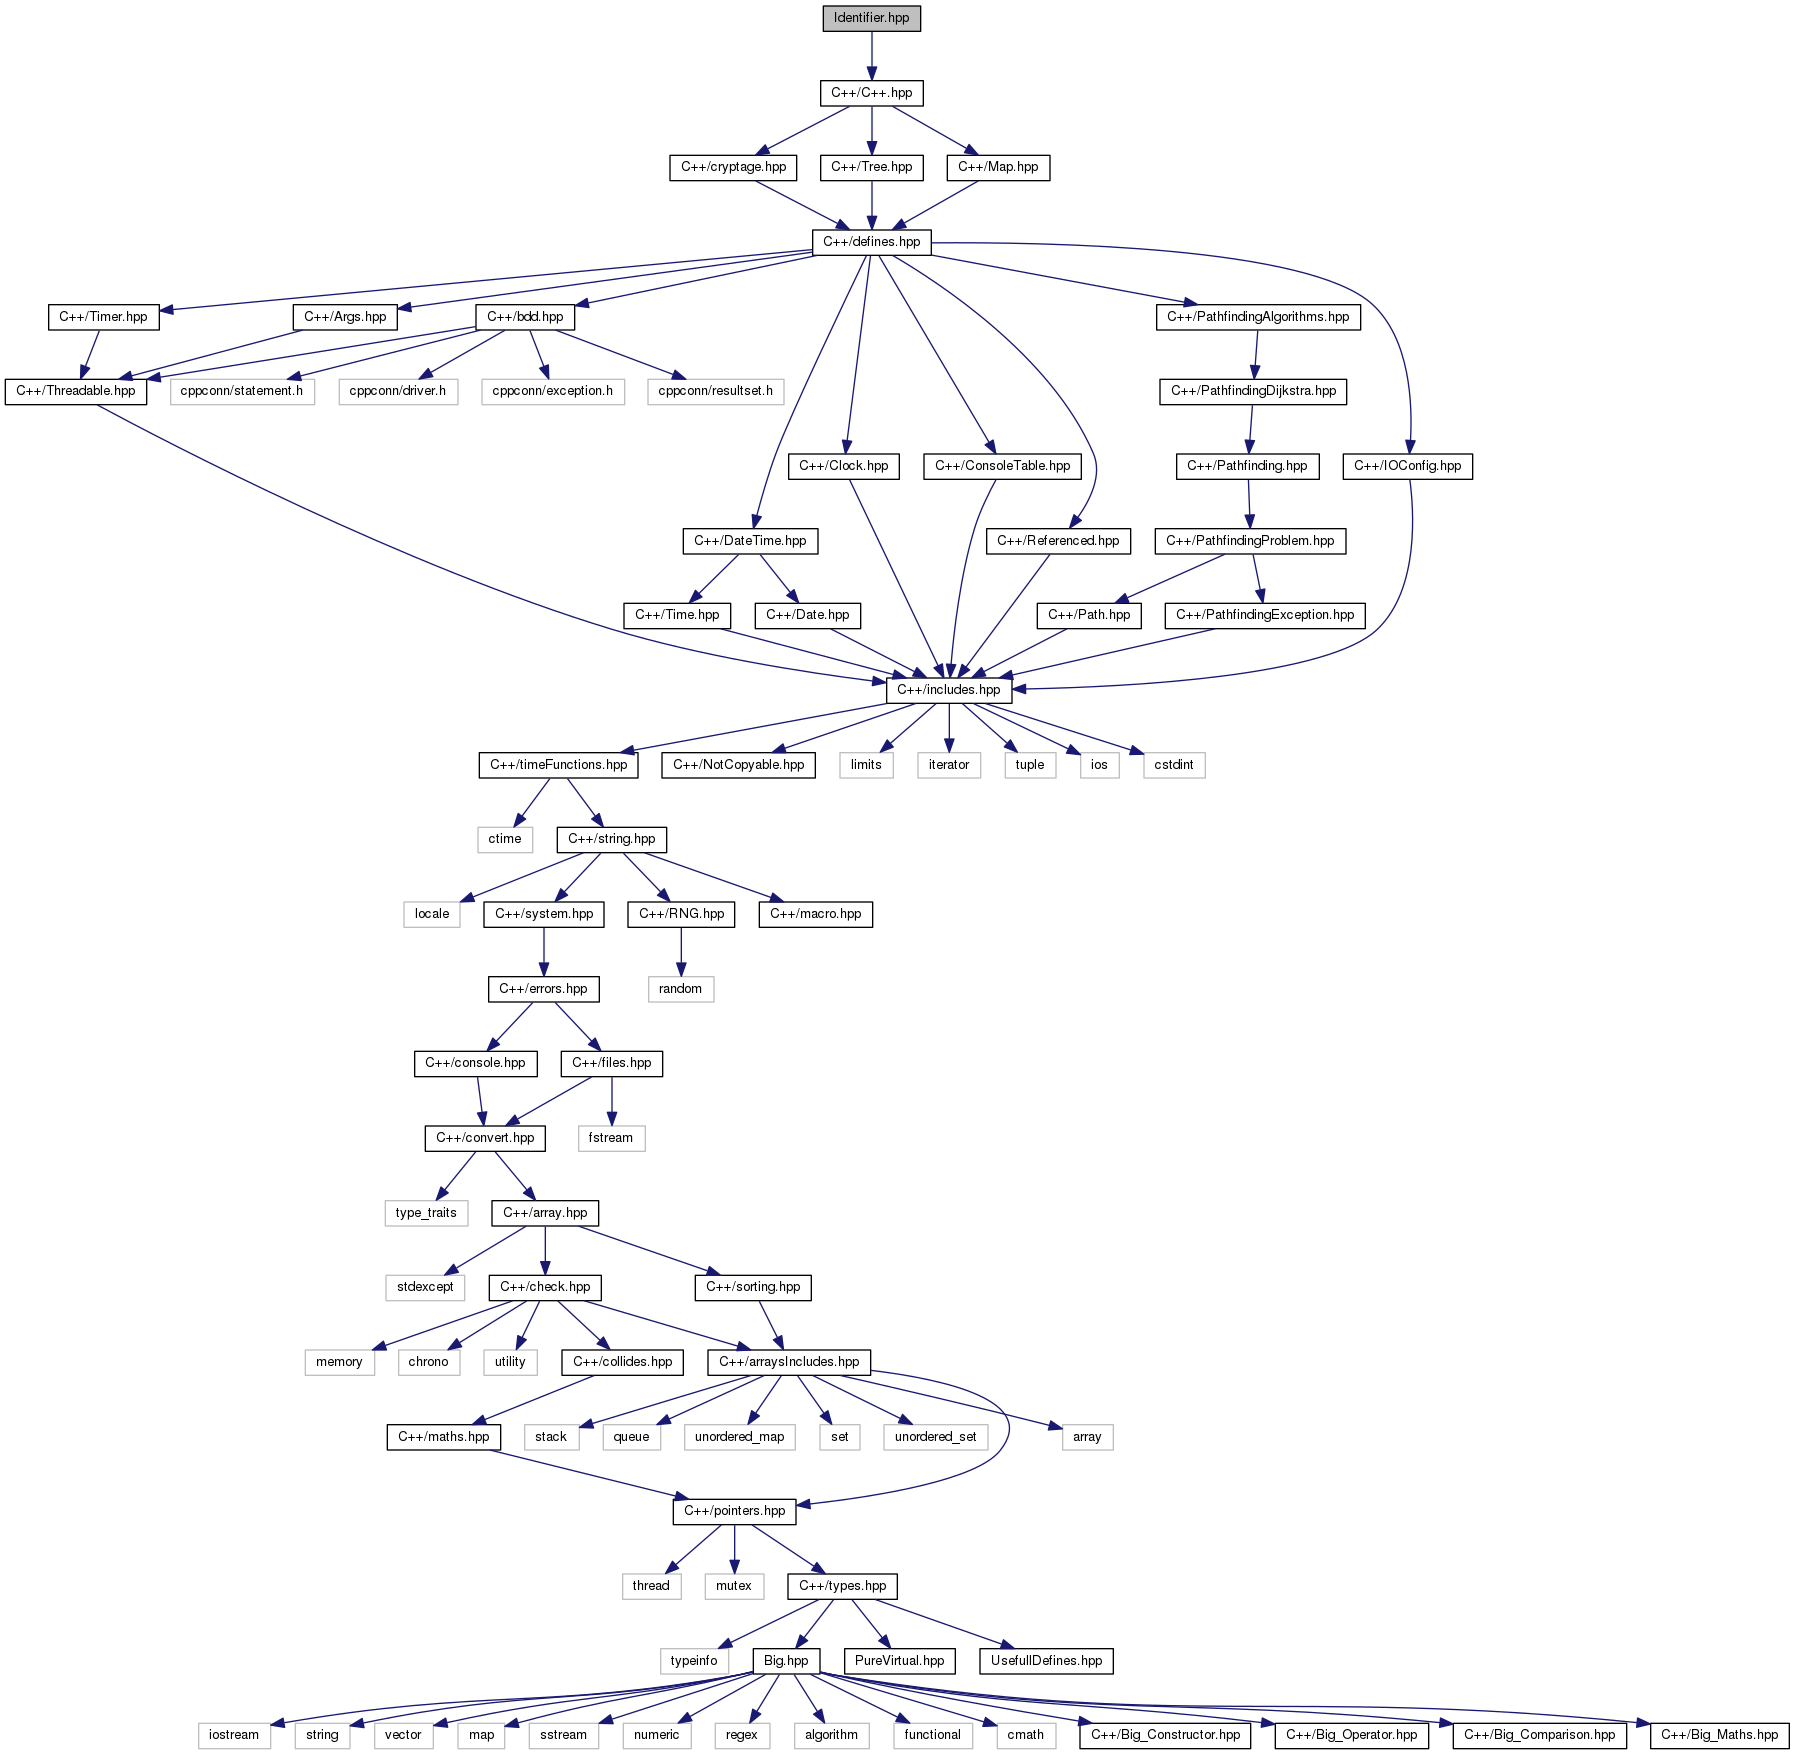 Identifier.hpp
C++/C++.hpp
C++/cryptage.hpp
C++/Tree.hpp
C++/Map.hpp
C++/defines.hpp
C++/Timer.hpp
C++/Args.hpp
C++/bdd.hpp
C++/PathfindingAlgorithms.hpp
C++/Threadable.hpp
cppconn/statement.h
cppconn/driver.h
cppconn/exception.h
cppconn/resultset.h
C++/PathfindingDijkstra.hpp
C++/Clock.hpp
C++/ConsoleTable.hpp
C++/Pathfinding.hpp
C++/IOConfig.hpp
C++/DateTime.hpp
C++/Referenced.hpp
C++/PathfindingProblem.hpp
C++/Time.hpp
C++/Date.hpp
C++/Path.hpp
C++/PathfindingException.hpp
C++/includes.hpp
C++/timeFunctions.hpp
C++/NotCopyable.hpp
limits
iterator
tuple
ios
cstdint
ctime
C++/string.hpp
locale
C++/system.hpp
C++/RNG.hpp
C++/macro.hpp
C++/errors.hpp
random
C++/console.hpp
C++/files.hpp
C++/convert.hpp
fstream
type_traits
C++/array.hpp
stdexcept
C++/check.hpp
C++/sorting.hpp
memory
chrono
utility
C++/collides.hpp
C++/arraysIncludes.hpp
C++/maths.hpp
stack
queue
unordered_map
set
unordered_set
array
C++/pointers.hpp
thread
mutex
C++/types.hpp
typeinfo
Big.hpp
PureVirtual.hpp
UsefullDefines.hpp
iostream
string
vector
map
sstream
numeric
regex
algorithm
functional
cmath
C++/Big_Constructor.hpp
C++/Big_Operator.hpp
C++/Big_Comparison.hpp
C++/Big_Maths.hpp